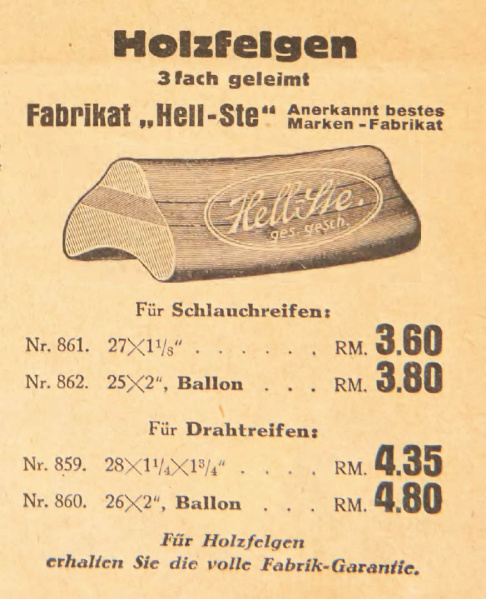 Holzfelgen
3fach geleimt
Fabrikat „Hell-Ste“ Anerkannt bestes
Marken-Fabrikat
Hell-Ste.
ges. gesch.
Für Schlauchreifen:
Nr. 861. 27×1¹/₈“ . . . . . . RM. 3.60
Nr. 862. 25×2“, Ballon . . . RM. 3.80
Für Drahtreifen:
Nr. 859. 28×1¹/₄×1³/₄“ . . . . RM. 4.35
Nr. 860. 26×2“, Ballon . . . RM. 4.80
Für Holzfelgen
erhalten Sie die volle Fabrik-Garantie.